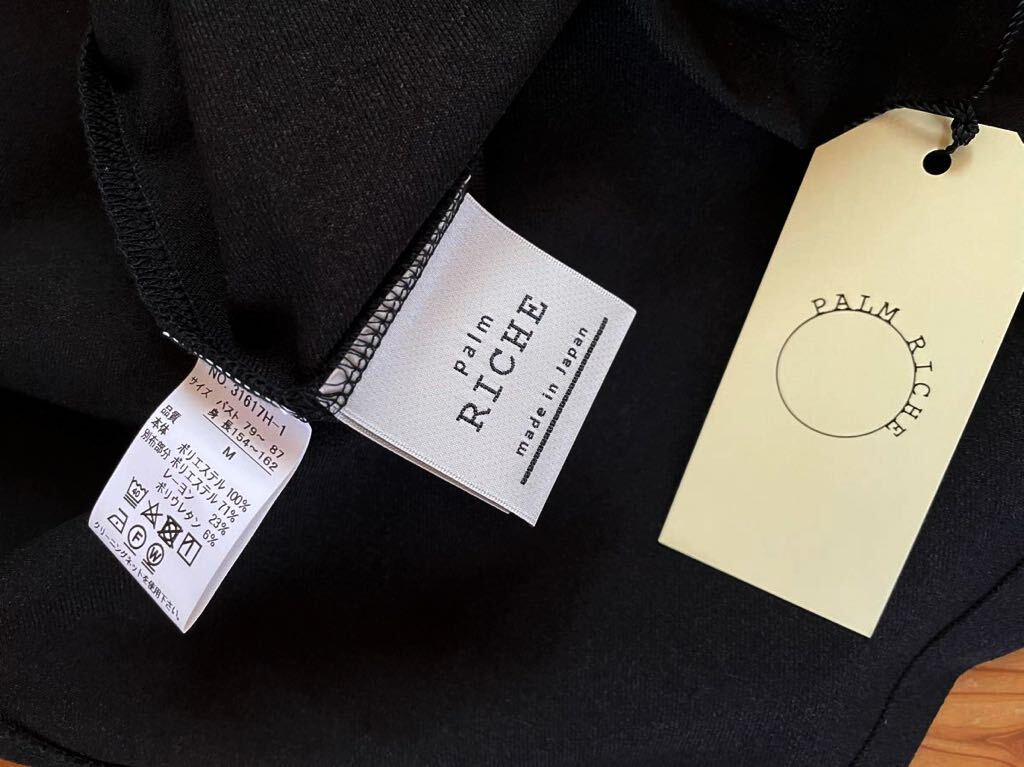 NO. 31617H-1
サイズ バスト 79~ 87
身 長154~162
M
品質
本体 ポリエステル 100%
別布部分 ポリエステル 71%
レーヨン 23%
ポリウレタン 6%
40
F W
クリーニングネットを使用下さい。
palm
RICHE
made in Japan
PALM RICHE